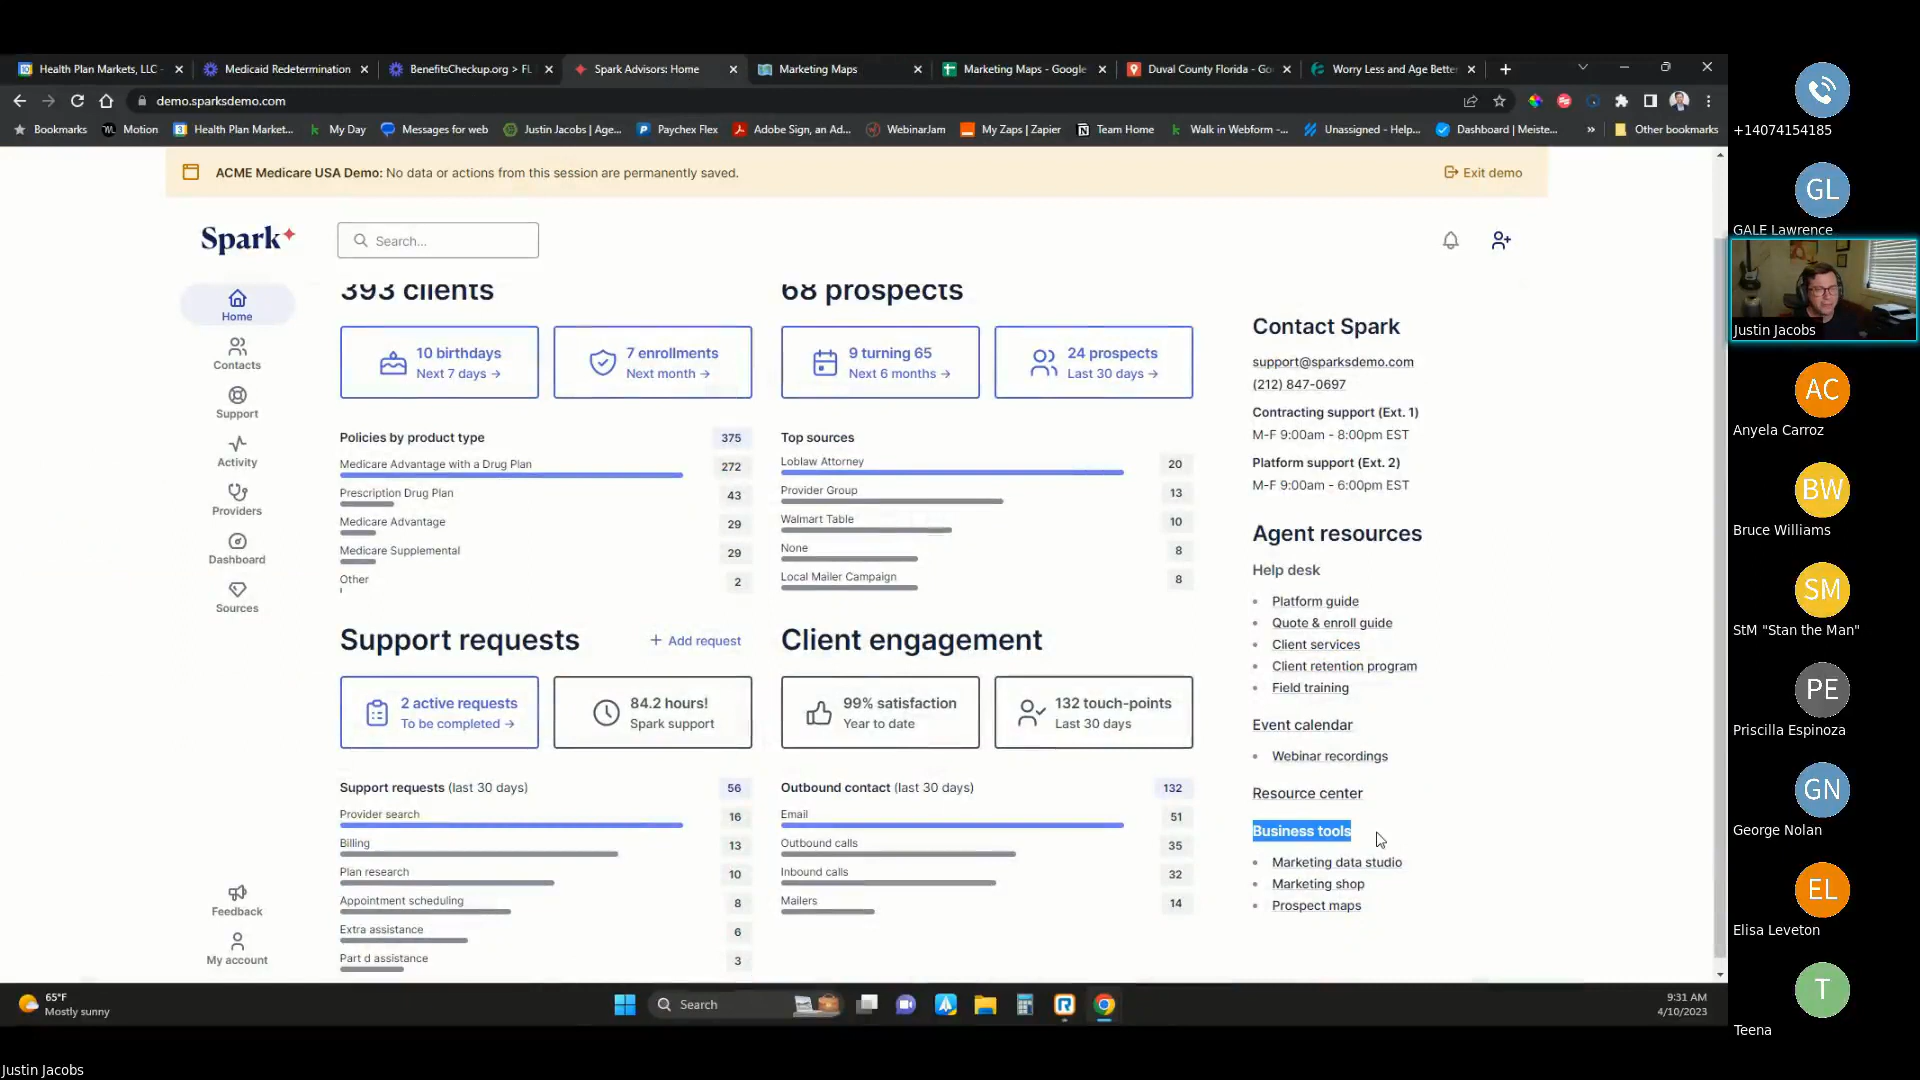 Health Plan Markets, LLC -
Medicaid Redetermination
BenefitsCheckup.org > FL
Spark Advisors: Home
Marketing Maps
Marketing Maps - Google
Duval County Florida - Go
Worry Less and Age Better
demo.sparksdemo.com
Bookmarks
Motion
Health Plan Market...
My Day
Messages for web
Justin Jacobs | Age...
Paychex Flex
Adobe Sign, an Ad...
WebinarJam
My Zaps | Zapier
Team Home
Walk in Webform -...
Unassigned - Help...
Dashboard | Meiste...
»
Other bookmarks
ACME Medicare USA Demo: No data or actions from this session are permanently saved.
Exit demo
Spark
Search...
Home
Contacts
Support
Activity
Providers
Dashboard
Sources
Feedback
My account
393 clients
10 birthdays
Next 7 days →
7 enrollments
Next month →
Policies by product type 375
Medicare Advantage with a Drug Plan 272
Prescription Drug Plan 43
Medicare Advantage 29
Medicare Supplemental 29
Other 2
68 prospects
9 turning 65
Next 6 months →
24 prospects
Last 30 days →
Top sources
Loblaw Attorney 20
Provider Group 13
Walmart Table 10
None 8
Local Mailer Campaign 8
Support requests + Add request
2 active requests
To be completed →
84.2 hours!
Spark support
Support requests (last 30 days) 56
Provider search 16
Billing 13
Plan research 10
Appointment scheduling 8
Extra assistance 6
Part d assistance 3
Client engagement
99% satisfaction
Year to date
132 touch-points
Last 30 days
Outbound contact (last 30 days) 132
Email 51
Outbound calls 35
Inbound calls 32
Mailers 14
Contact Spark
support@sparksdemo.com
(212) 847-0697
Contracting support (Ext. 1)
M-F 9:00am - 8:00pm EST
Platform support (Ext. 2)
M-F 9:00am - 6:00pm EST
Agent resources
Help desk
Platform guide
Quote & enroll guide
Client services
Client retention program
Field training
Event calendar
Webinar recordings
Resource center
Business tools
Marketing data studio
Marketing shop
Prospect maps
65°F
Mostly sunny
Search
9:31 AM
4/10/2023
+14074154185
GL
GALE Lawrence
Justin Jacobs
AC
Anyela Carroz
BW
Bruce Williams
SM
StM "Stan the Man"
PE
Priscilla Espinoza
GN
George Nolan
EL
Elisa Leveton
T
Teena
Justin Jacobs